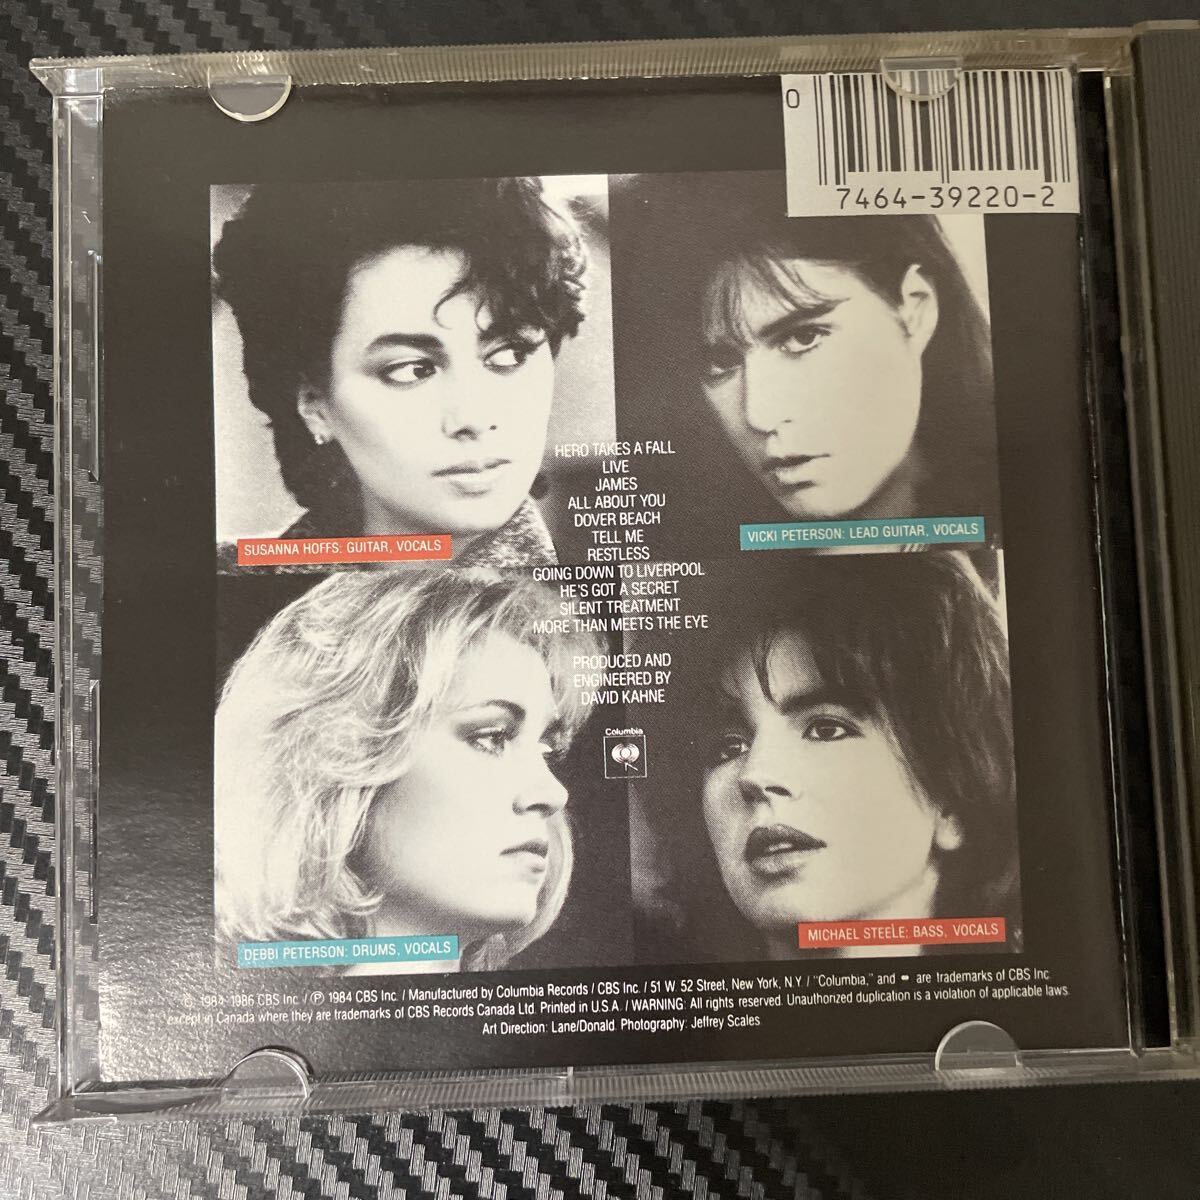 0
7464-39220-2
HERO TAKES A FALL
LIVE
JAMES
ALL ABOUT YOU
DOVER BEACH
TELL ME
RESTLESS
GOING DOWN TO LIVERPOOL
HE'S GOT A SECRET
SILENT TREATMENT
MORE THAN MEETS THE EYE
SUSANNA HOFFS: GUITAR, VOCALS
VICKI PETERSON: LEAD GUITAR, VOCALS
PRODUCED AND
ENGINEERED BY
DAVID KAHNE
Columbia
DEBBI PETERSON: DRUMS, VOCALS
MICHAEL STEELE: BASS, VOCALS
© 1984, 1986 CBS Inc. / ℗ 1984 CBS Inc. / Manufactured by Columbia Records / CBS Inc. / 51 W. 52 Street, New York, N.Y. / "Columbia," and are trademarks of CBS Inc.
except in Canada where they are trademarks of CBS Records Canada Ltd. Printed in U.S.A. / WARNING: All rights reserved. Unauthorized duplication is a violation of applicable laws.
Art Direction: Lane/Donald. Photography: Jeffrey Scales